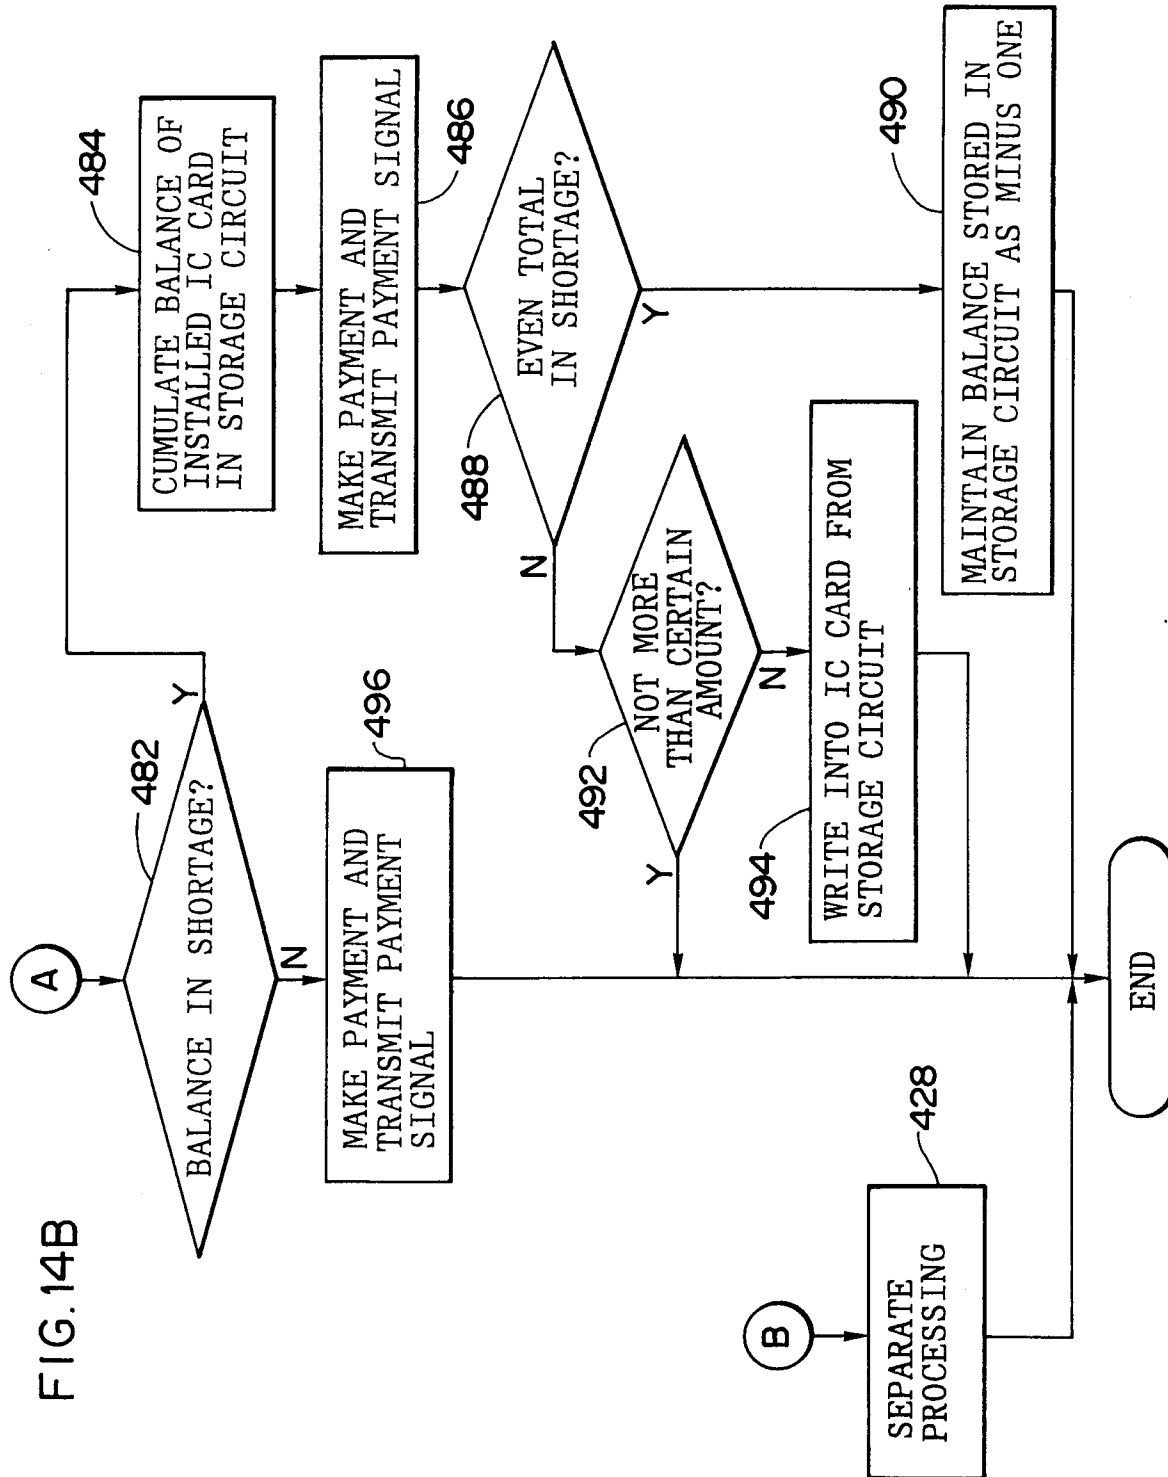 FIG. 14B
A
482
BALANCE IN SHORTAGE?
Y
N
484
CUMULATE BALANCE OF
INSTALLED IC CARD
IN STORAGE CIRCUIT
496
MAKE PAYMENT AND
TRANSMIT PAYMENT
SIGNAL
486
MAKE PAYMENT AND
TRANSMIT PAYMENT SIGNAL
488
EVEN TOTAL
IN SHORTAGE?
N
Y
492
NOT MORE
THAN CERTAIN
AMOUNT?
Y
N
494
WRITE INTO IC CARD FROM
STORAGE CIRCUIT
490
MAINTAIN BALANCE STORED IN
STORAGE CIRCUIT AS MINUS ONE
B
428
SEPARATE
PROCESSING
END